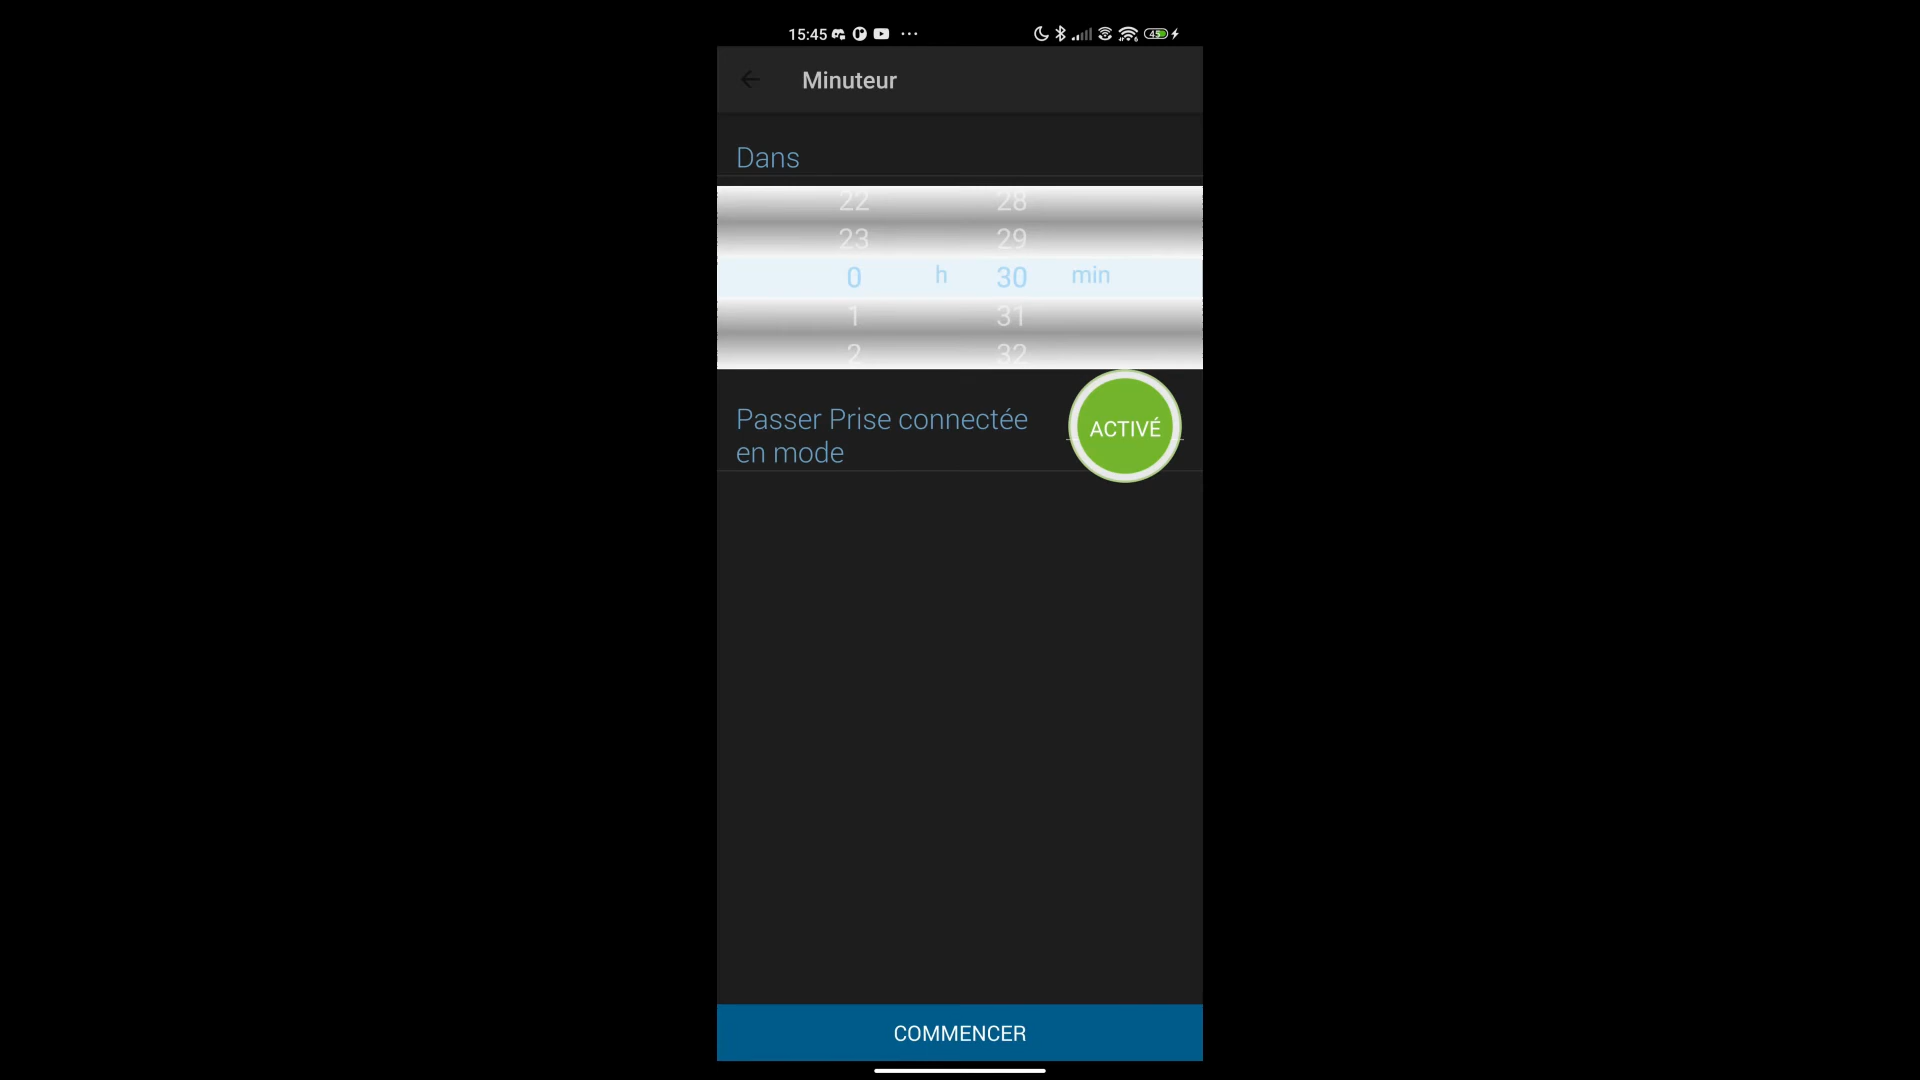 15:45 45
Minuteur
Dans
22 28
23 29
0 h 30 min
1 31
2 32
Passer Prise connectée
en mode
ACTIVÉ
COMMENCER